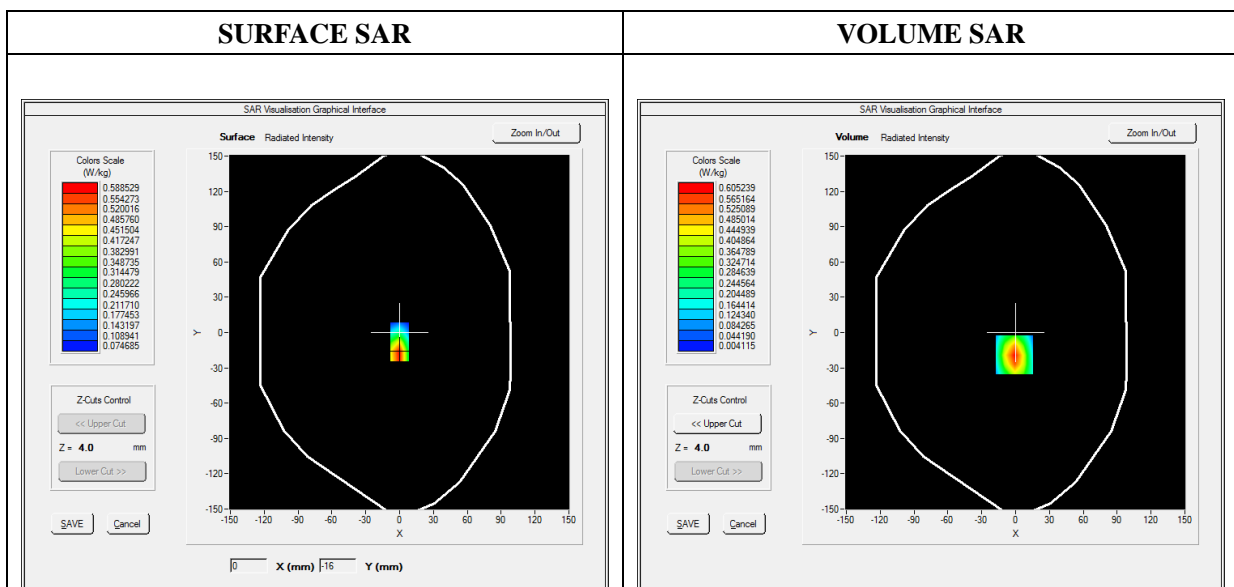 SURFACE SAR
VOLUME SAR
SAR Visualisation Graphical Interface
Surface Radiated Intensity
Zoom In/Out
Colors Scale
(W/kg)
0.588529
0.554273
0.520016
0.485760
0.451504
0.417247
0.382991
0.348735
0.314479
0.280222
0.245966
0.211710
0.177453
0.143197
0.108941
0.074685
Z-Cuts Control
<< Upper Cut
Z = 4.0 mm
Lower Cut >>
SAVE Cancel
150
120
90
60
30
0
-30
-60
-90
-120
-150
Y
-150 -120 -90 -60 -30 0 30 60 90 120 150
X
0 X (mm) -16 Y (mm)
SAR Visualisation Graphical Interface
Volume Radiated Intensity
Zoom In/Out
Colors Scale
(W/kg)
0.605239
0.565164
0.525089
0.485014
0.444939
0.404864
0.364789
0.324714
0.284639
0.244564
0.204489
0.164414
0.124340
0.084265
0.044190
0.004115
Z-Cuts Control
<< Upper Cut
Z = 4.0 mm
Lower Cut >>
SAVE Cancel
150
120
90
60
30
0
-30
-60
-90
-120
-150
Y
-150 -120 -90 -60 -30 0 30 60 90 120 150
X